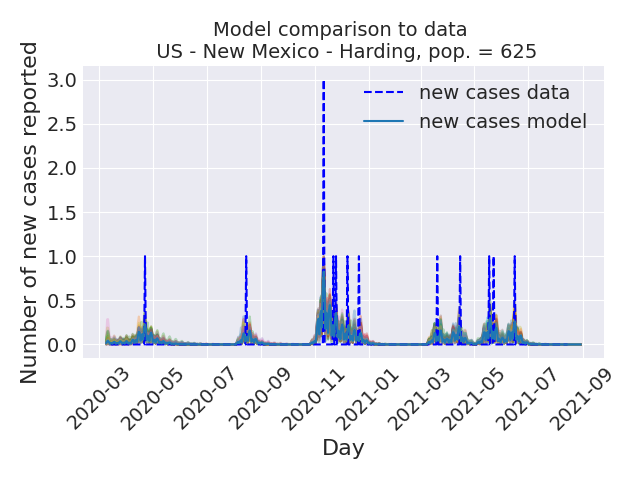 Model comparison to data
US - New Mexico - Harding, pop. = 625
Number of new cases reported
3.0
2.5
2.0
1.5
1.0
0.5
0.0
new cases data
new cases model
2020-03
2020-05
2020-07
2020-09
2020-11
2021-01
2021-03
2021-05
2021-07
2021-09
Day